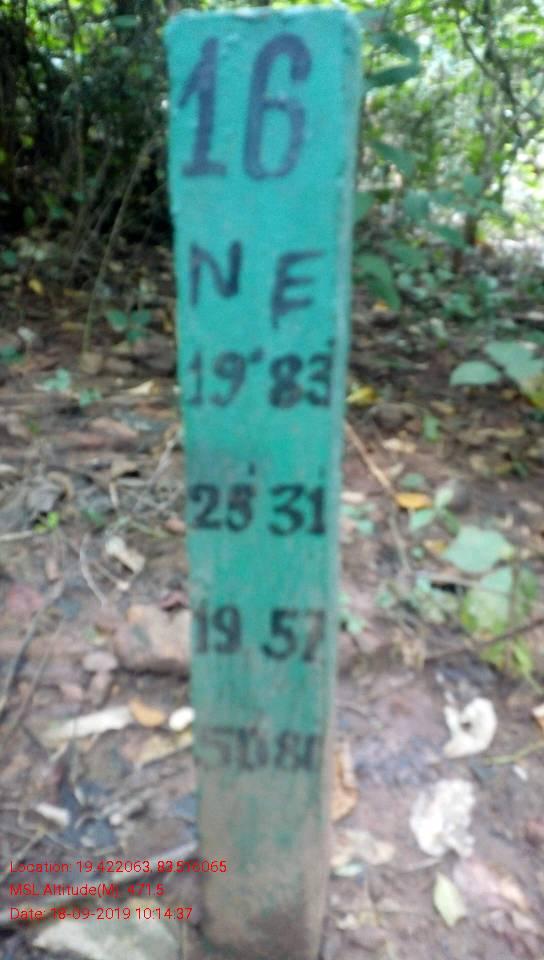 16
N E
19° 83
25' 31'
19 57
Location: 19.422063, 83.516065
MSL Altitude(M): 471.5
Date: 18-09-2019 10:14:37